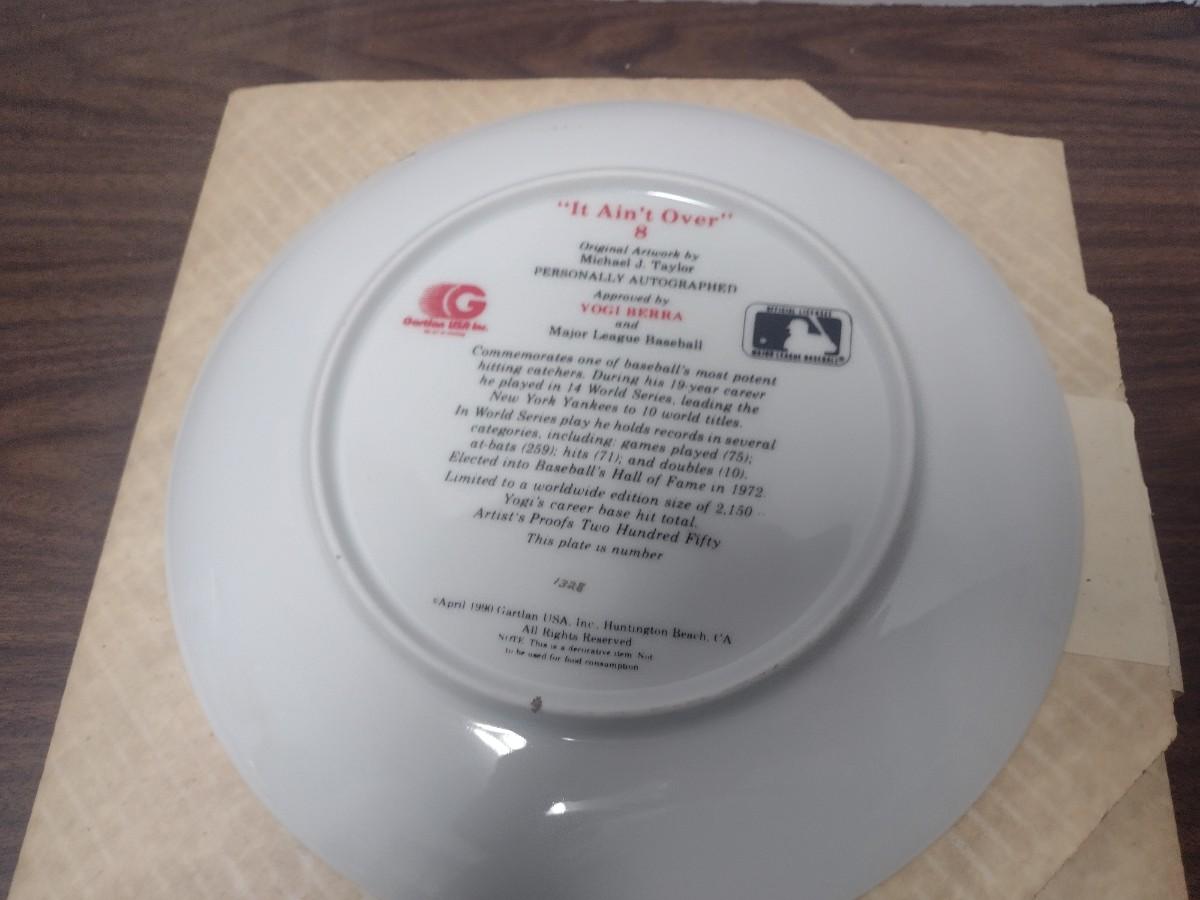 "It Ain't Over"
8
Original Artwork by
Michael J. Taylor
PERSONALLY AUTOGRAPHED
Approved by
YOGI BERRA
and
Major League Baseball
G
Gartlan USA Inc.
OFFICIAL LICENSEE
MAJOR LEAGUE BASEBALL
Commemorates one of baseball's most potent
hitting catchers. During his 19-year career
he played in 14 World Series, leading the
New York Yankees to 10 world titles.
In World Series play he holds records in several
categories, including: games played (75);
at-bats (259); hits (71); and doubles (10).
Elected into Baseball's Hall of Fame in 1972.
Limited to a worldwide edition size of 2,150 --
Yogi's career base hit total.
Artist's Proofs Two Hundred Fifty
This plate is number
1328
©April 1990 Gartlan USA, Inc., Huntington Beach, CA
All Rights Reserved
NOTE: This is a decorative item. Not
to be used for food consumption